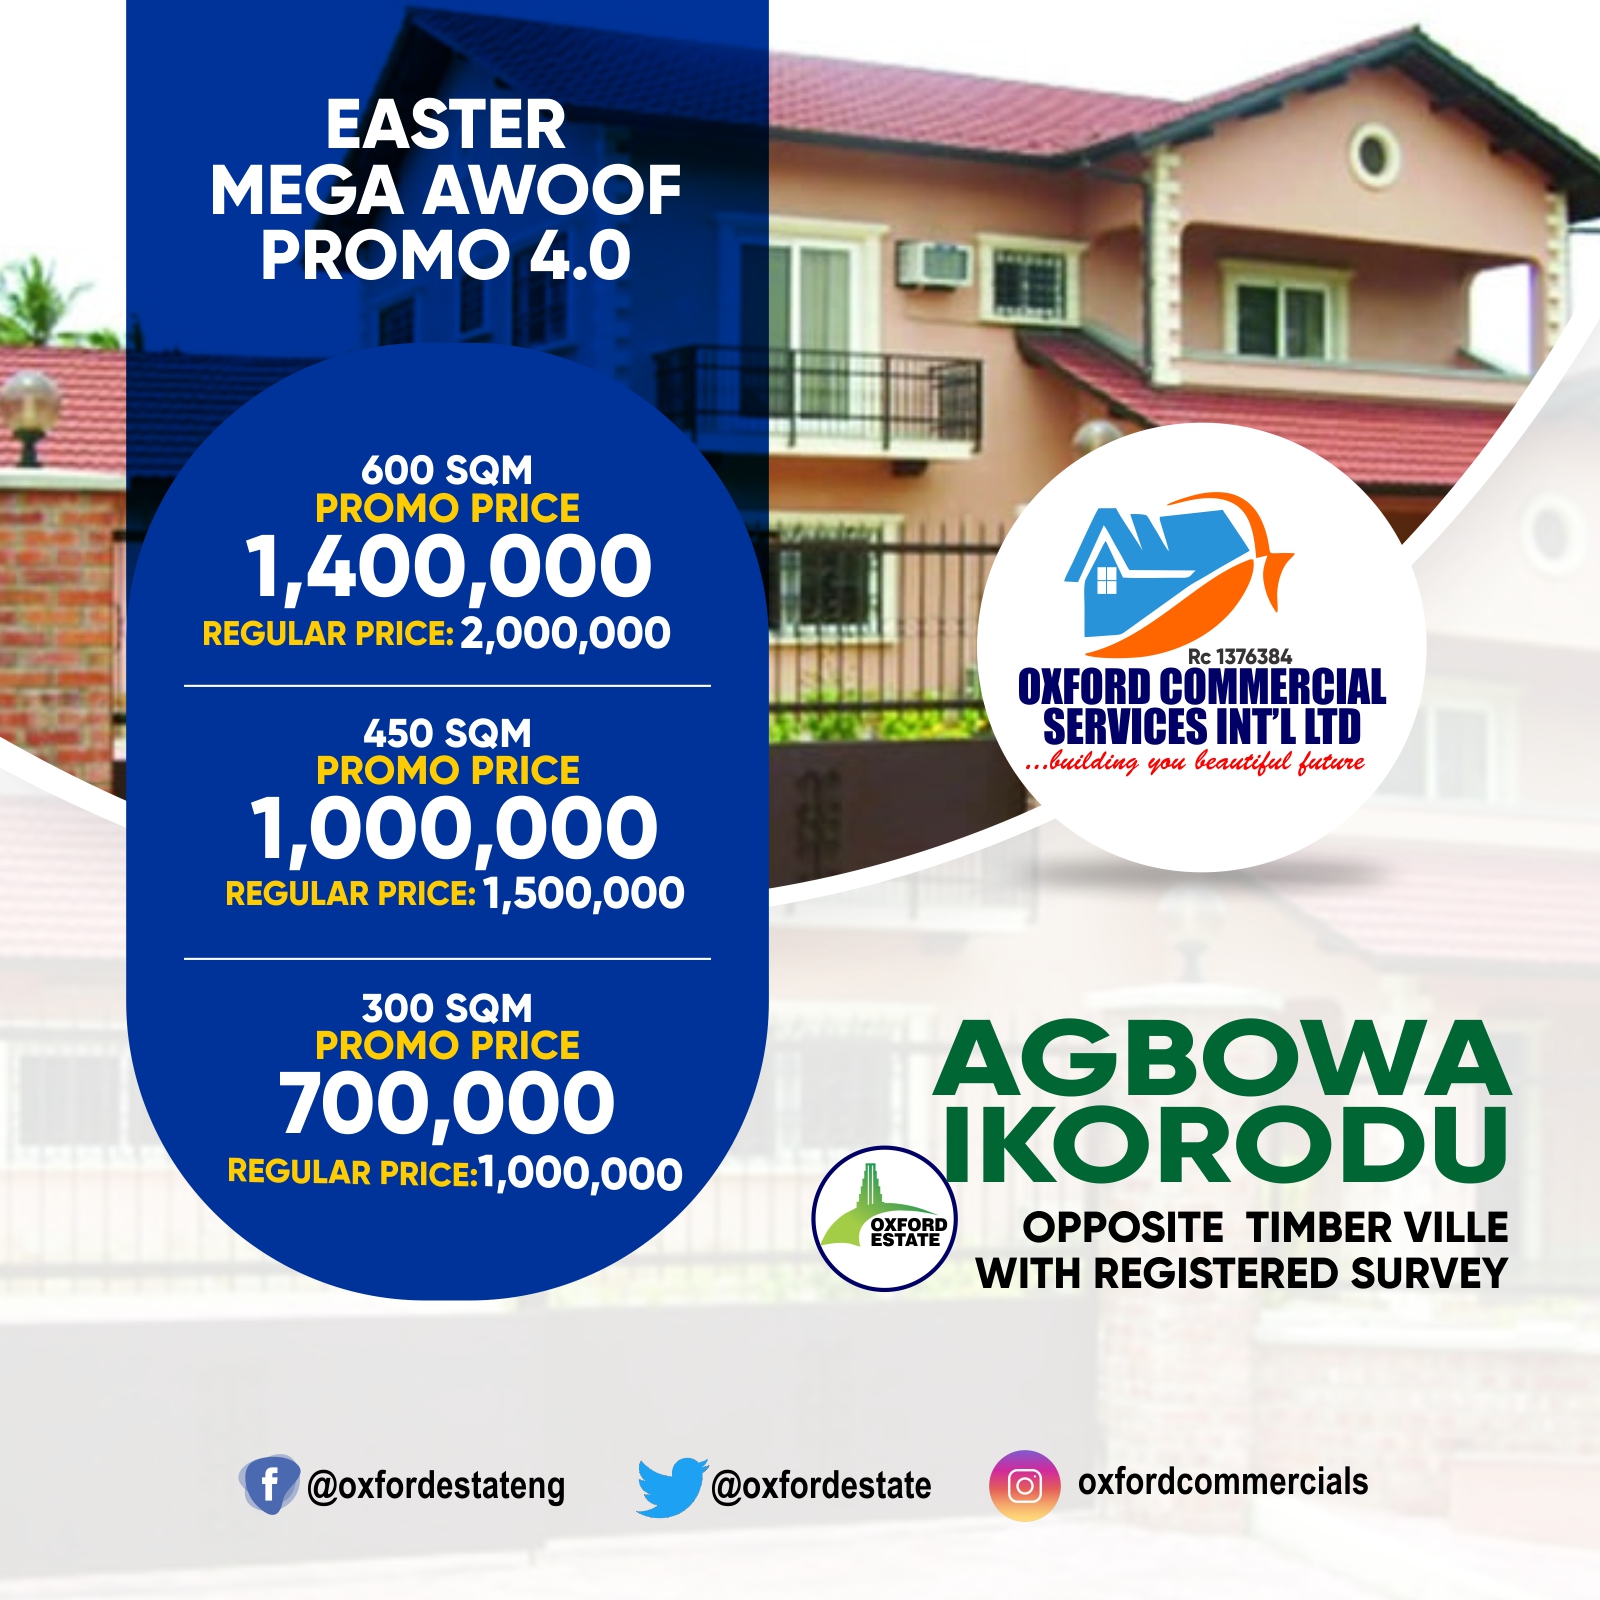 EASTER
MEGA AWOOF
PROMO 4.0
600 SQM
PROMO PRICE
1,400,000
REGULAR PRICE: 2,000,000
450 SQM
PROMO PRICE
1,000,000
REGULAR PRICE: 1,500,000
300 SQM
PROMO PRICE
700,000
REGULAR PRICE:1,000,000
Rc 1376384
OXFORD COMMERCIAL
SERVICES INT'L LTD
...building you beautiful future
AGBOWA
IKORODU
OXFORD
ESTATE
OPPOSITE TIMBER VILLE
WITH REGISTERED SURVEY
@oxfordestateng
@oxfordestate
oxfordcommercials